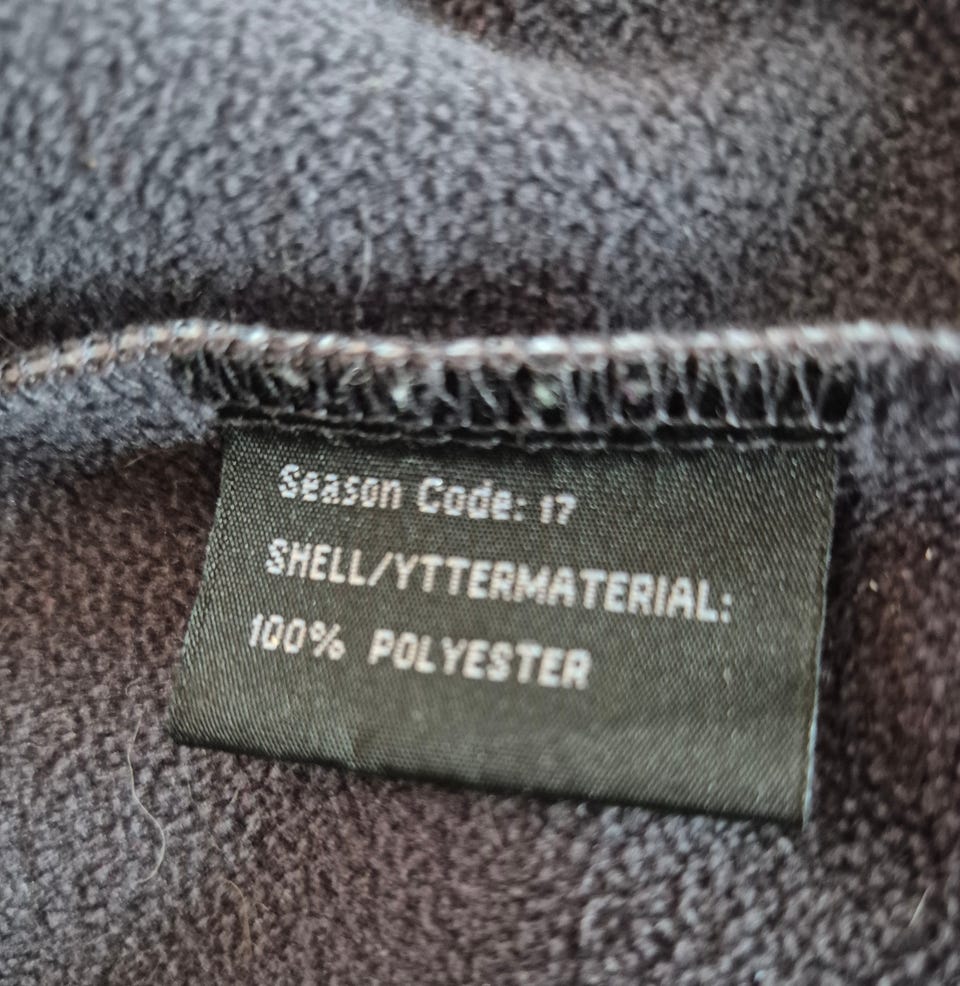 Season Code: 17
SHELL/YTTERMATERIAL:
100% POLYESTER